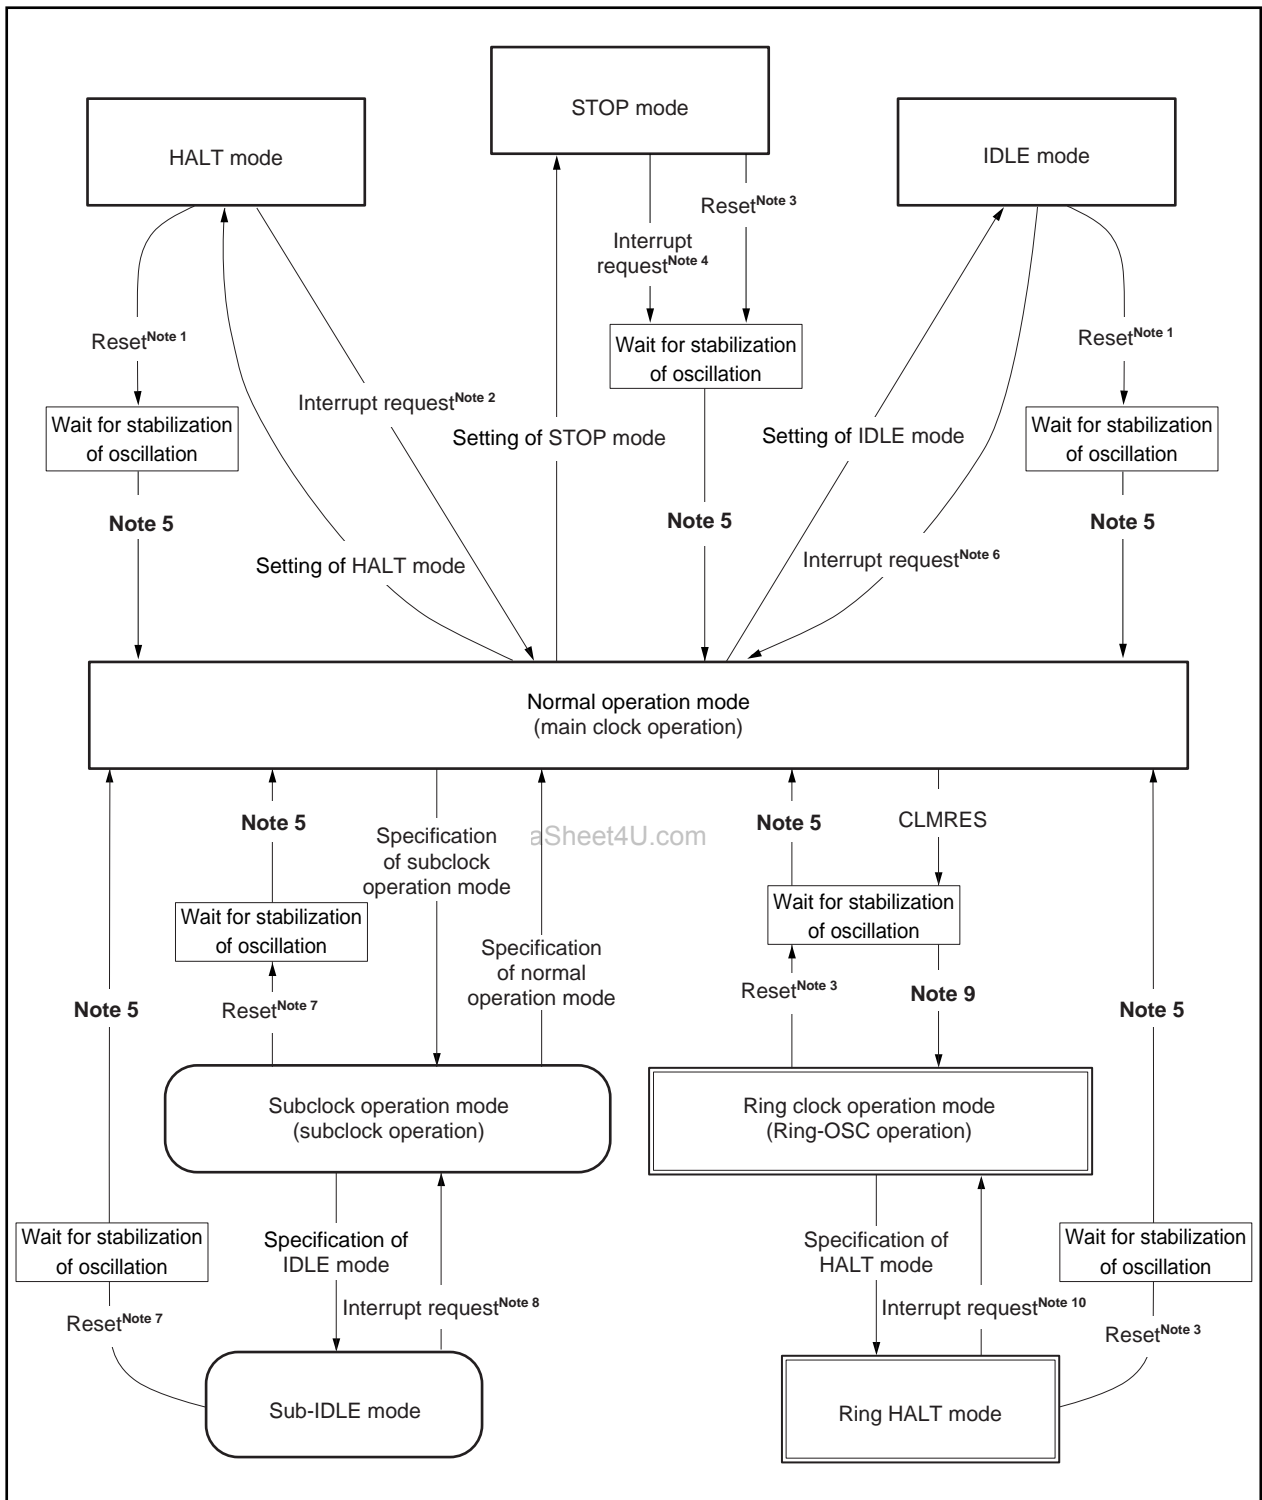 STOP mode
HALT mode
IDLE mode
Reset Note 3
Interrupt
request Note 4
Reset Note 1
Wait for stabilization
of oscillation
Reset Note 1
Interrupt request Note 2
Wait for stabilization
of oscillation
Setting of STOP mode
Setting of IDLE mode
Wait for stabilization
of oscillation
Note 5
Note 5
Note 5
Setting of HALT mode
Interrupt request Note 6
Normal operation mode
(main clock operation)
Note 5
Specification
of subclock
operation mode
aSheet4U.com
Note 5
CLMRES
Wait for stabilization
of oscillation
Wait for stabilization
of oscillation
Specification
of normal
operation mode
Note 5
Reset Note 7
Reset Note 3
Note 9
Note 5
Subclock operation mode
(subclock operation)
Ring clock operation mode
(Ring-OSC operation)
Wait for stabilization
of oscillation
Specification of
IDLE mode
Specification of
HALT mode
Wait for stabilization
of oscillation
Reset Note 7
Interrupt request Note 8
Interrupt request Note 10
Reset Note 3
Sub-IDLE mode
Ring HALT mode